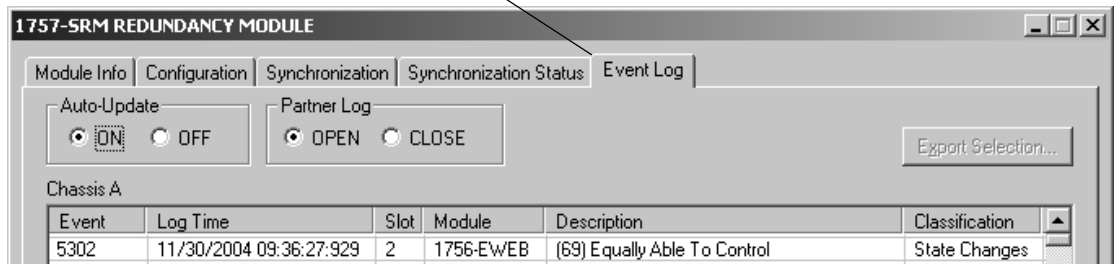 1757-SRM REDUNDANCY MODULE
Module Info Configuration Synchronization Synchronization Status Event Log
Auto-Update Partner Log
ON OFF OPEN CLOSE
Export Selection...
Chassis A
Event Log Time Slot Module Description Classification
5302 11/30/2004 09:36:27:929 2 1756-EWEB (69) Equally Able To Control State Changes